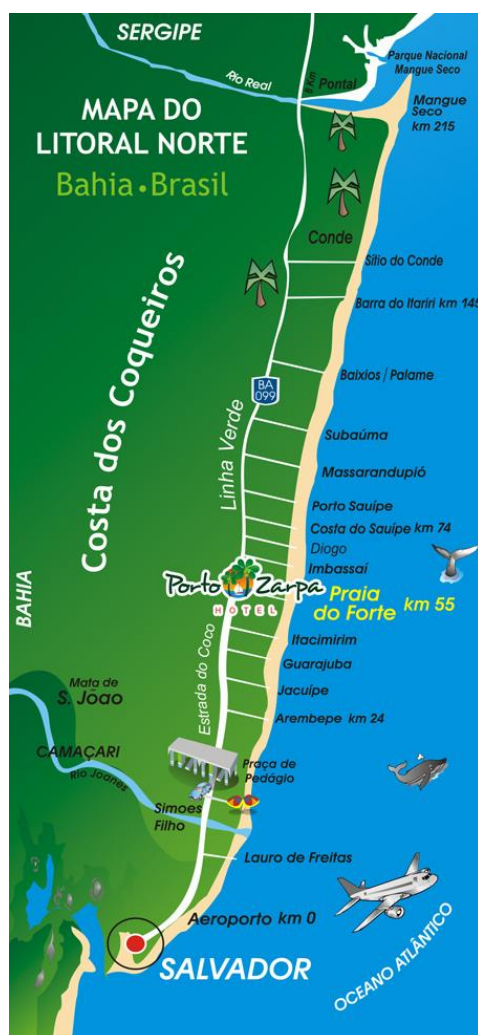 SERGIPE
Parque Nacional
Mangue Seco
Rio Real
8 Km
Pontal
MAPA DO
LITORAL NORTE
Bahia • Brasil
Mangue
Seco
km 215
Conde
Sítio do Conde
Barra do Itariri km 145
Costa dos Coqueiros
Baixios / Palame
BA
099
Linha Verde
Subaúma
Massarandupió
Porto Sauípe
Costa do Sauípe km 74
Diogo
Imbassaí
BAHIA
Porto Zarpa
HOTEL
Praia
do Forte km 55
Itacimirim
Guarajuba
Estrada do Coco
Mata de
S. João
Jacuípe
Arembepe km 24
CAMAÇARI
Rio Joanes
Praça de
Pedágio
Simoes
Filho
Lauro de Freitas
Aeroporto km 0
SALVADOR
OCEANO ATLÂNTICO